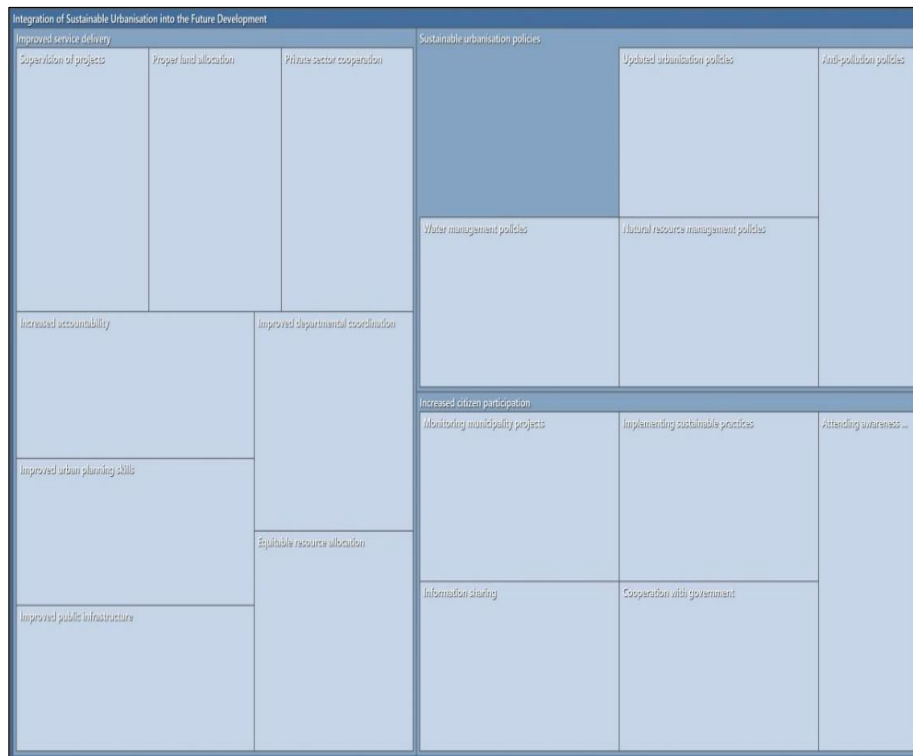 Integration of Sustainable Urbanisation into the Future Development
Improved service delivery
Supervision of projects
Proper land allocation
Private sector cooperation
Increased accountability
Improved departmental coordination
Improved urban planning skills
Equitable resource allocation
Improved public infrastructure
Sustainable urbanisation policies
Updated urbanisation policies
Anti-pollution policies
Water management policies
Natural resource management policies
Increased citizen participation
Monitoring municipality projects
Implementing sustainable practices
Attending awareness ...
Information sharing
Cooperation with government